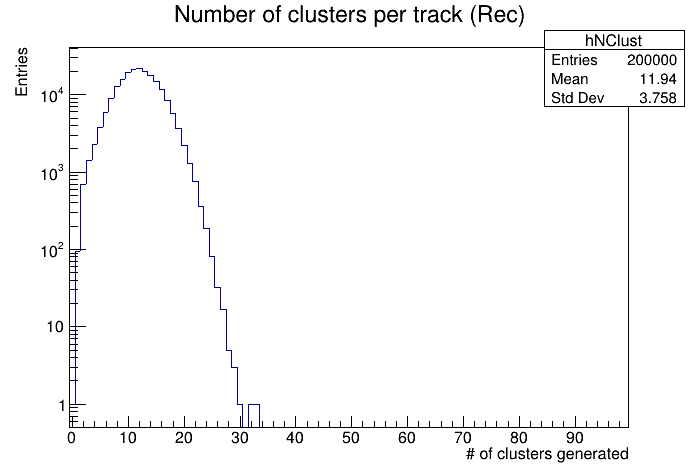 Number of clusters per track (Rec)
hNClust
Entries 200000
Mean 11.94
Std Dev 3.758
Entries
10^4
10^3
10^2
10
1
0 10 20 30 40 50 60 70 80 90
# of clusters generated